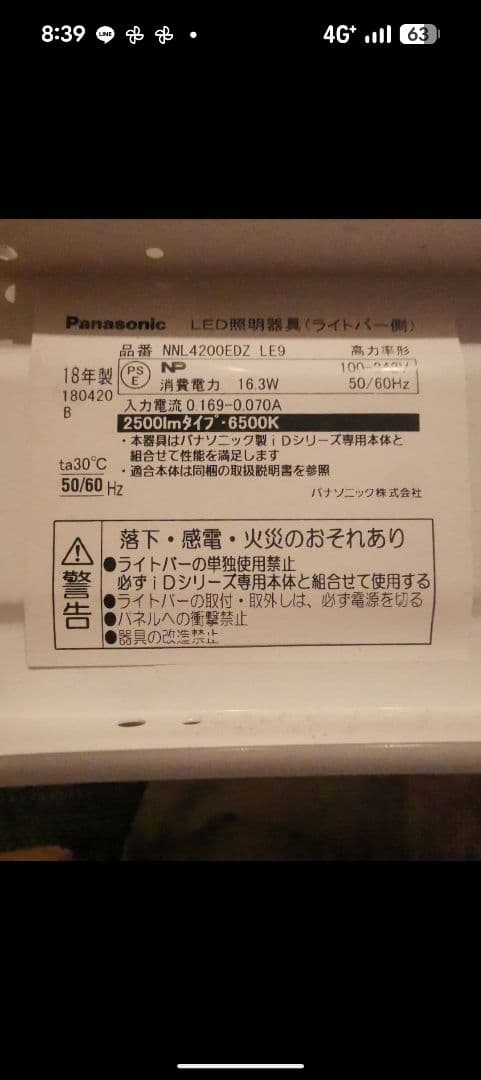 8:39
4G+
63
Panasonic LED照明器具(ライトバー側)
品番 NNL4200EDZ LE9 高力率形
18年製
180420
B
PS
E
NP
100-242V
消費電力 16.3W 50/60Hz
入力電流 0.169-0.070A
2500lmタイプ・6500K
・本器具はパナソニック製iDシリーズ専用本体と
組合せて性能を満足します
・適合本体は同梱の取扱説明書を参照
ta30℃
50/60 Hz
パナソニック株式会社
警告
落下・感電・火災のおそれあり
●ライトバーの単独使用禁止
必ずiDシリーズ専用本体と組合せて使用する
●ライトバーの取付・取外しは、必ず電源を切る
●パネルへの衝撃禁止
●器具の改造禁止